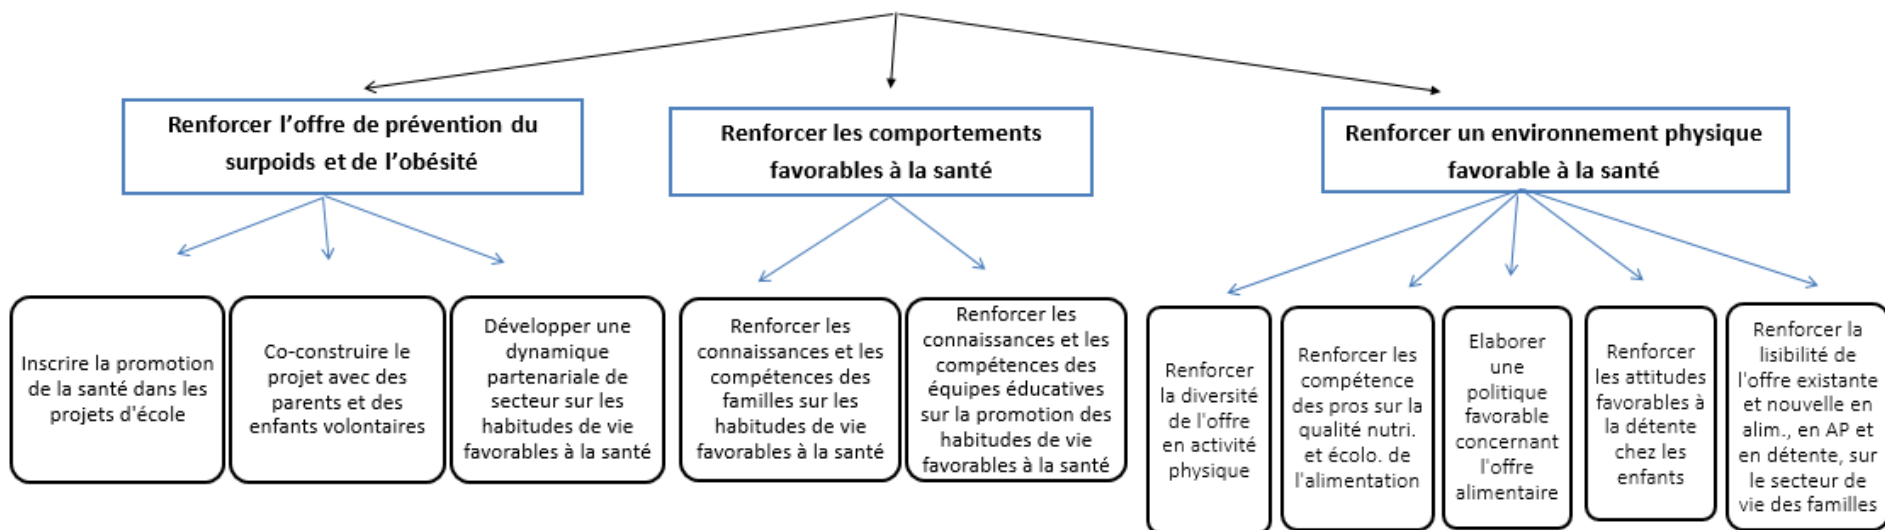 Renforcer l’offre de prévention du
surpoids et de l’obésité
Renforcer les comportements
favorables à la santé
Renforcer un environnement physique
favorable à la santé
Inscrire la promotion
de la santé dans les
projets d'école
Co-construire le
projet avec des
parents et des
enfants volontaires
Développer une
dynamique
partenariale de
secteur sur les
habitudes de vie
favorables à la santé
Renforcer les
connaissances et les
compétences des
familles sur les
habitudes de vie
favorables à la santé
Renforcer les
connaissances et les
compétences des
équipes éducatives
sur la promotion des
habitudes de vie
favorables à la santé
Renforcer
la diversité
de l'offre
en activité
physique
Renforcer les
compétence
des pros sur la
qualité nutri.
et écolo. de
l'alimentation
Elaborer
une
politique
favorable
concernant
l'offre
alimentaire
Renforcer
les attitudes
favorables à
la détente
chez les
enfants
Renforcer la
lisibilité de
l'offre existante
et nouvelle en
alim., en AP et
en détente, sur
le secteur de
vie des familles